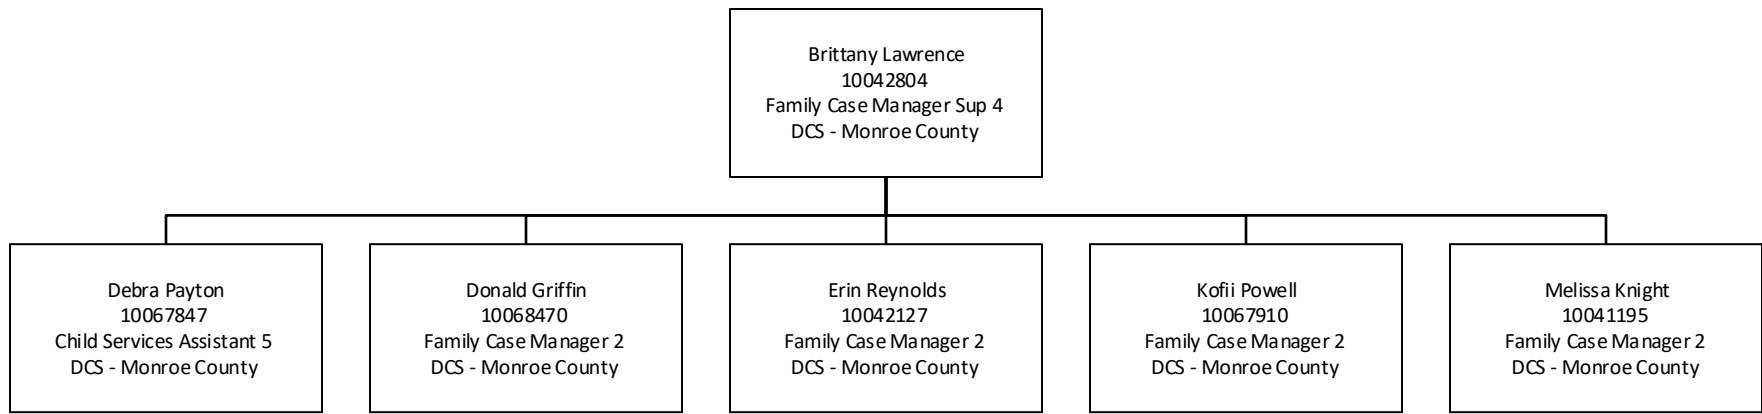 Brittany Lawrence
10042804
Family Case Manager Sup 4
DCS - Monroe County
Debra Payton
10067847
Child Services Assistant 5
DCS - Monroe County
Donald Griffin
10068470
Family Case Manager 2
DCS - Monroe County
Erin Reynolds
10042127
Family Case Manager 2
DCS - Monroe County
Kofii Powell
10067910
Family Case Manager 2
DCS - Monroe County
Melissa Knight
10041195
Family Case Manager 2
DCS - Monroe County